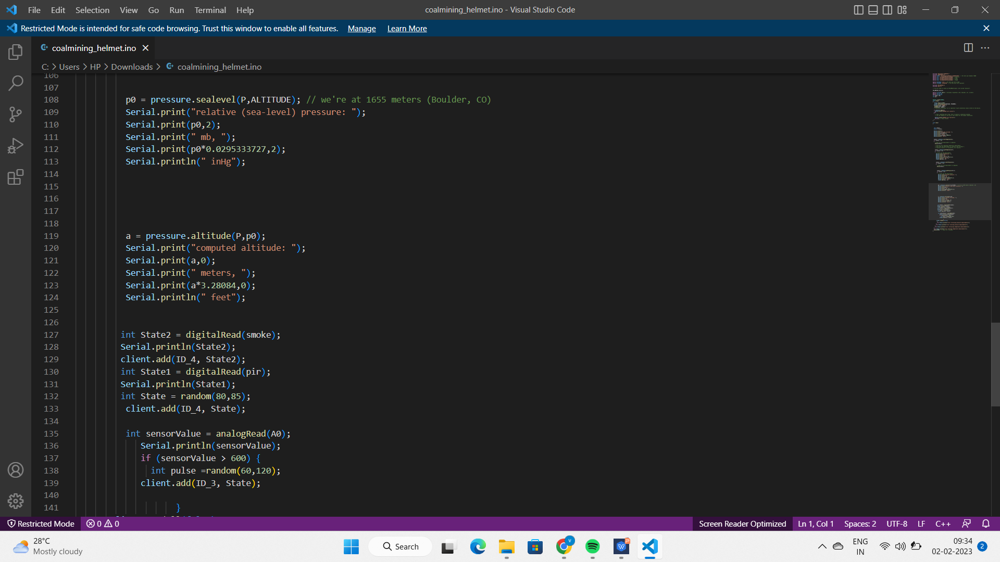 File Edit Selection View Go Run Terminal Help
coalmining_helmet.ino - Visual Studio Code
Restricted Mode is intended for safe code browsing. Trust this window to enable all features. Manage Learn More
coalmining_helmet.ino
C: > Users > HP > Downloads > coalmining_helmet.ino
106
107
108 p0 = pressure.sealevel(P,ALTITUDE); // we're at 1655 meters (Boulder, CO)
109 Serial.print("relative (sea-level) pressure: ");
110 Serial.print(p0,2);
111 Serial.print(" mb, ");
112 Serial.print(p0*0.0295333727,2);
113 Serial.println(" inHg");
114
115
116
117
118
119 a = pressure.altitude(P,p0);
120 Serial.print("computed altitude: ");
121 Serial.print(a,0);
122 Serial.print(" meters, ");
123 Serial.print(a*3.28084,0);
124 Serial.println(" feet");
125
126
127 int State2 = digitalRead(smoke);
128 Serial.println(State2);
129 client.add(ID_4, State2);
130 int State1 = digitalRead(pir);
131 Serial.println(State1);
132 int State = random(80,85);
133 client.add(ID_4, State);
134
135 int sensorValue = analogRead(A0);
136 Serial.println(sensorValue);
137 if (sensorValue > 600) {
138 int pulse =random(60,120);
139 client.add(ID_3, State);
140
141 }
Restricted Mode 0 0 Screen Reader Optimized Ln 1, Col 1 Spaces: 2 UTF-8 LF C++
28°C
Mostly cloudy
Search
ENG
IN
09:34
02-02-2023
2